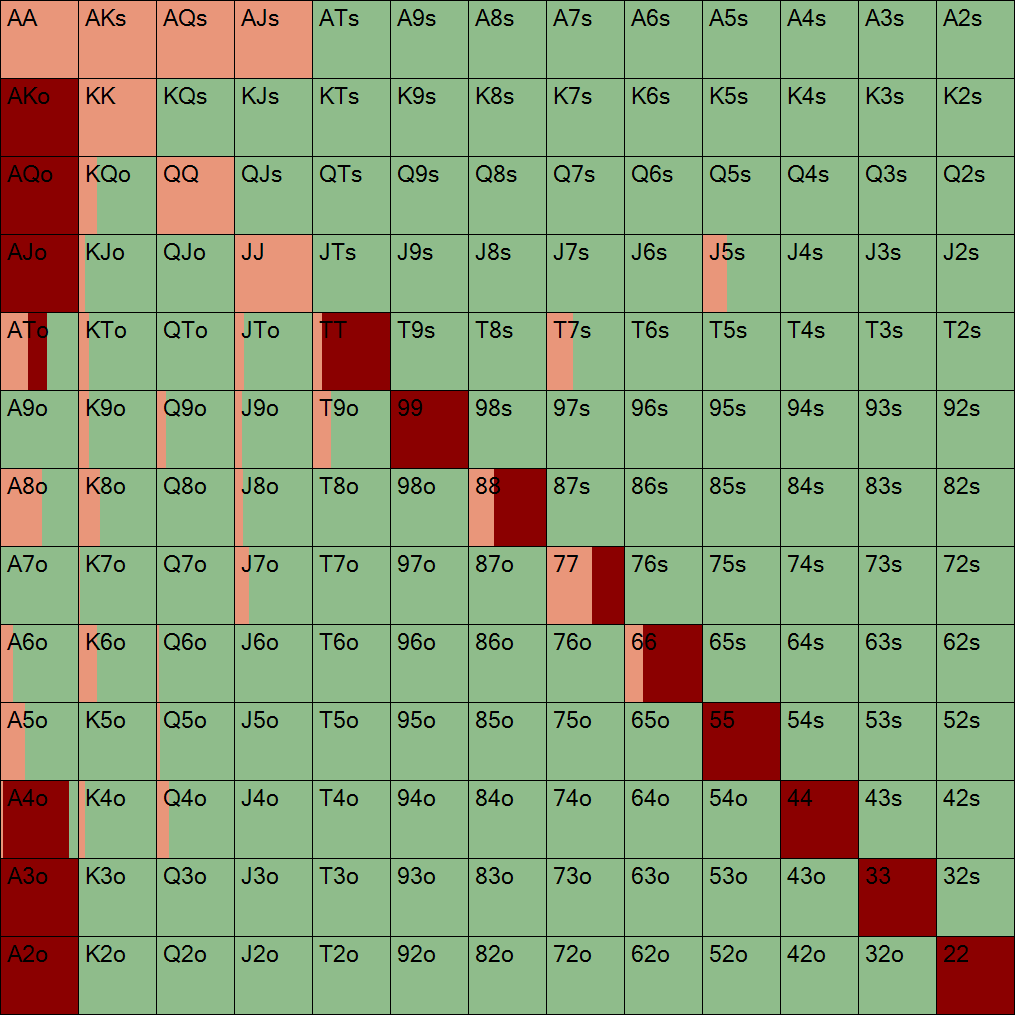 AA AKs AQs AJs ATs A9s A8s A7s A6s A5s A4s A3s A2s
AKo KK KQs KJs KTs K9s K8s K7s K6s K5s K4s K3s K2s
AQo KQo QQ QJs QTs Q9s Q8s Q7s Q6s Q5s Q4s Q3s Q2s
AJo KJo QJo JJ JTs J9s J8s J7s J6s J5s J4s J3s J2s
ATo KTo QTo JTo TT T9s T8s T7s T6s T5s T4s T3s T2s
A9o K9o Q9o J9o T9o 99 98s 97s 96s 95s 94s 93s 92s
A8o K8o Q8o J8o T8o 98o 88 87s 86s 85s 84s 83s 82s
A7o K7o Q7o J7o T7o 97o 87o 77 76s 75s 74s 73s 72s
A6o K6o Q6o J6o T6o 96o 86o 76o 66 65s 64s 63s 62s
A5o K5o Q5o J5o T5o 95o 85o 75o 65o 55 54s 53s 52s
A4o K4o Q4o J4o T4o 94o 84o 74o 64o 54o 44 43s 42s
A3o K3o Q3o J3o T3o 93o 83o 73o 63o 53o 43o 33 32s
A2o K2o Q2o J2o T2o 92o 82o 72o 62o 52o 42o 32o 22